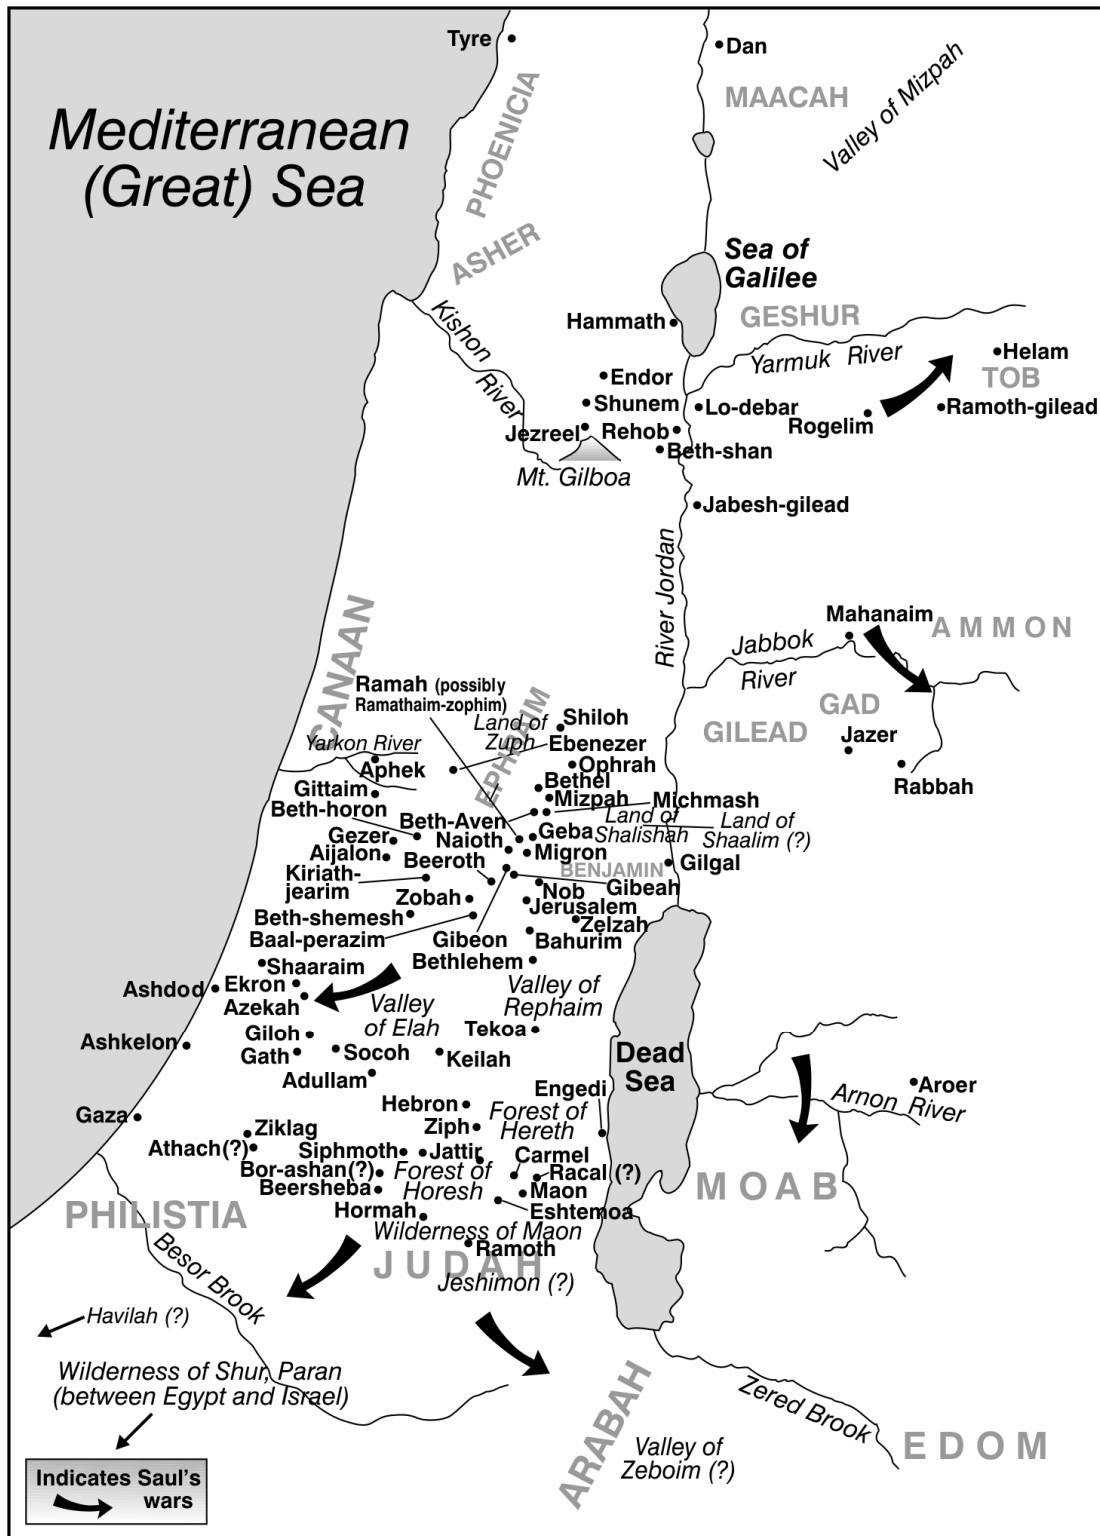 Tyre
Dan
MAACAH
Valley of Mizpah
PHOENICIA
Mediterranean
(Great) Sea
ASHER
Sea of
Galilee
GESHUR
Kishon
River
Hammath
Yarmuk River
Helam
TOB
Endor
Shunem
Lo-debar
Ramoth-gilead
Rogelim
Jezreel
Rehob
Beth-shan
Mt. Gilboa
Jabesh-gilead
River Jordan
Mahanaim
AMMON
Jabbok
River
CANAAN
Ramah (possibly
Ramathaim-zophim)
EPHRAIM
GAD
GILEAD
Jazer
Rabbah
Land of
Zuph
Shiloh
Yarkon River
Ebenezer
Aphek
Ophrah
Gittaim
Bethel
Mizpah
Michmash
Beth-horon
Beth-Aven
Land of
Shalishah
Land of
Shaalim (?)
Gezer
Naioth
Geba
Aijalon
Beeroth
Migron
Gilgal
Kiriath-
jearim
BENJAMIN
Gibeah
Zobah
Nob
Jerusalem
Beth-shemesh
Zelzah
Baal-perazim
Gibeon
Bahurim
Bethlehem
Shaaraim
Ashdod
Ekron
Azekah
Valley
of Elah
Valley of
Rephaim
Giloh
Tekoa
Ashkelon
Gath
Socoh
Keilah
Dead
Sea
Adullam
Engedi
Aroer
Arnon River
Gaza
Hebron
Forest of
Hereth
Ziph
Ziklag
Athach(?)
Siphmoth
Jattir
Carmel
Bor-ashan(?)
Forest of
Horesh
Racal (?)
Beersheba
Maon
MOAB
PHILISTIA
Hormah
Eshtemoa
Wilderness of Maon
Ramoth
JUDAH
Jeshimon (?)
Besor Brook
Havilah (?)
Wilderness of Shur, Paran
(between Egypt and Israel)
ARABAH
Zered Brook
EDOM
Valley of
Zeboim (?)
Indicates Saul's
wars